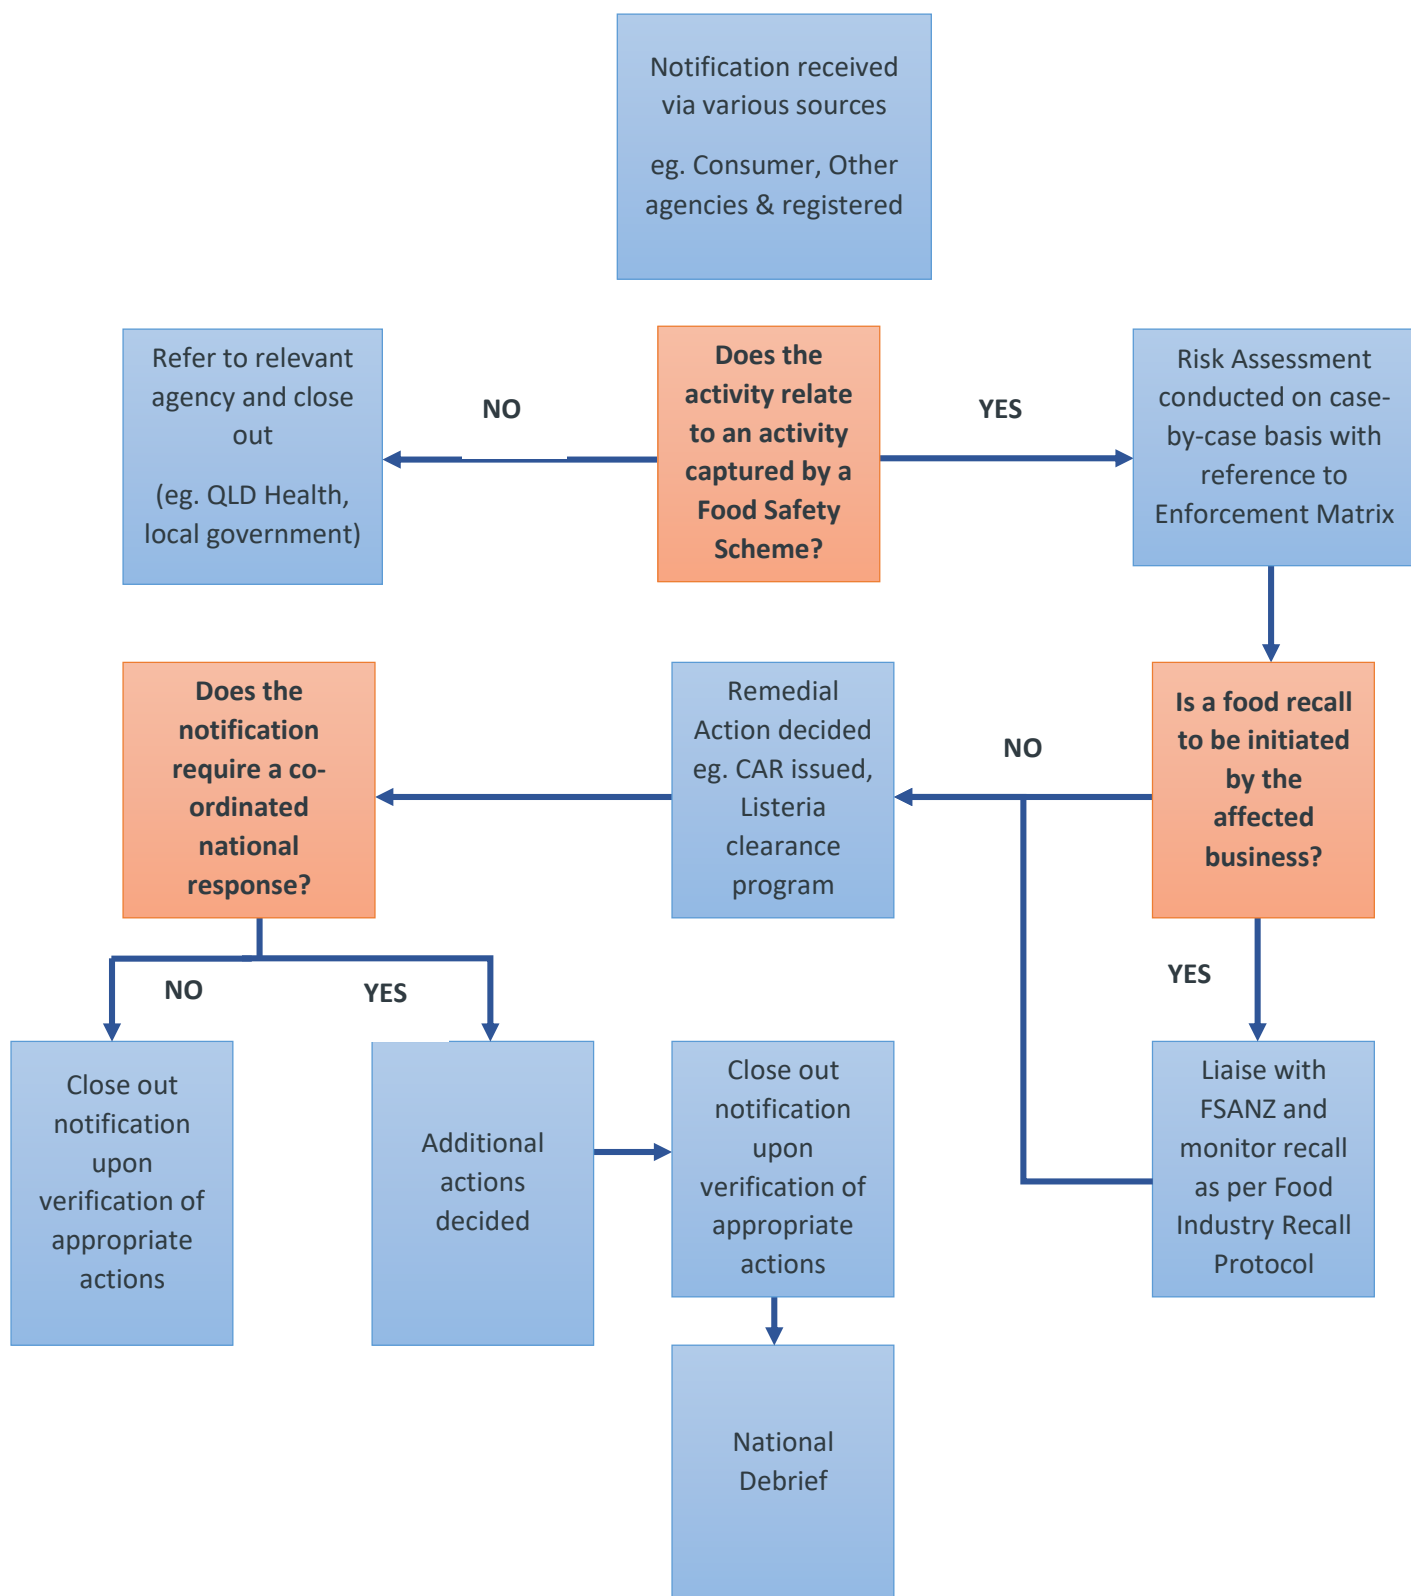 Notification received
via various sources
eg. Consumer, Other
agencies & registered
Refer to relevant
agency and close
out
(eg. QLD Health,
local government)
NO
Does the
activity relate
to an activity
captured by a
Food Safety
Scheme?
YES
Risk Assessment
conducted on case-
by-case basis with
reference to
Enforcement Matrix
Does the
notification
require a co-
ordinated
national
response?
Remedial
Action decided
eg. CAR issued,
Listeria
clearance
program
NO
Is a food recall
to be initiated
by the
affected
business?
NO
YES
YES
Close out
notification
upon
verification of
appropriate
actions
Additional
actions
decided
Close out
notification
upon
verification of
appropriate
actions
Liaise with
FSANZ and
monitor recall
as per Food
Industry Recall
Protocol
National
Debrief